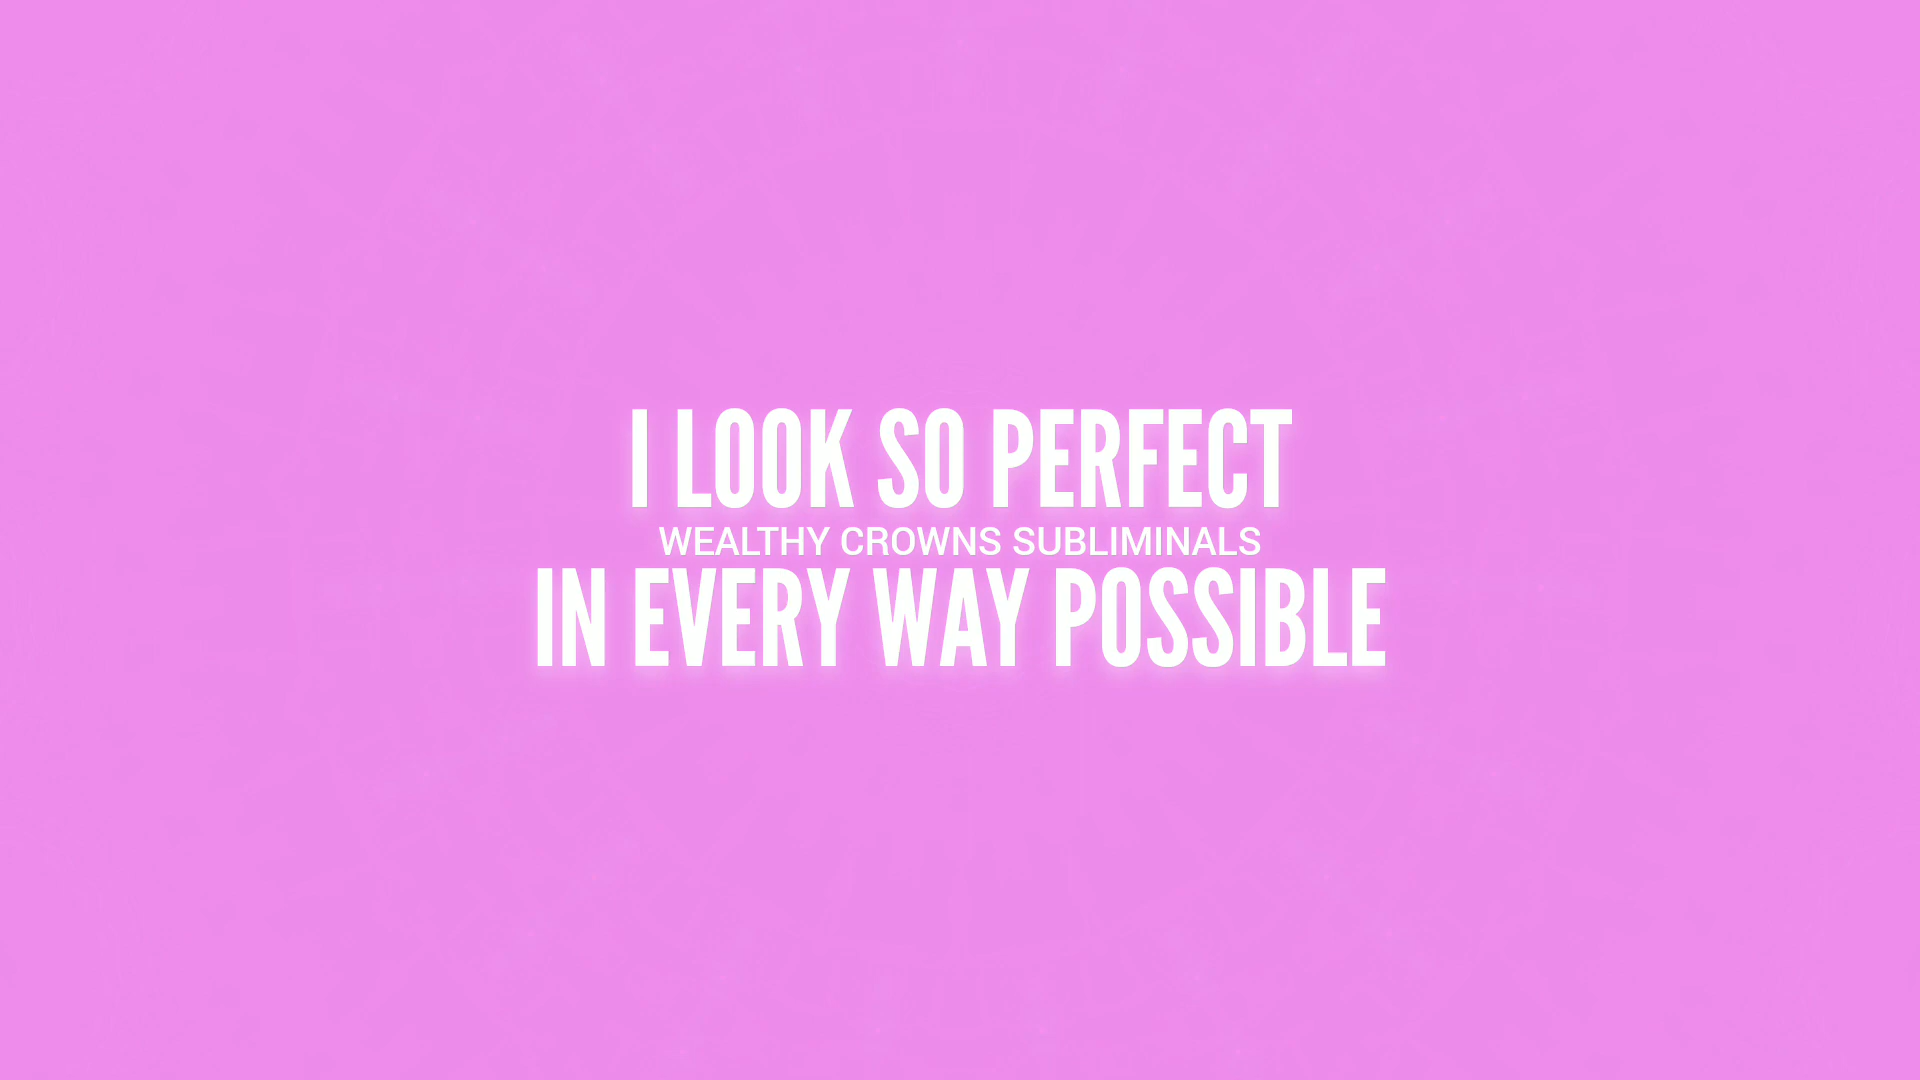 I LOOK SO PERFECT
WEALTHY CROWNS SUBLIMINALS
IN EVERY WAY POSSIBLE